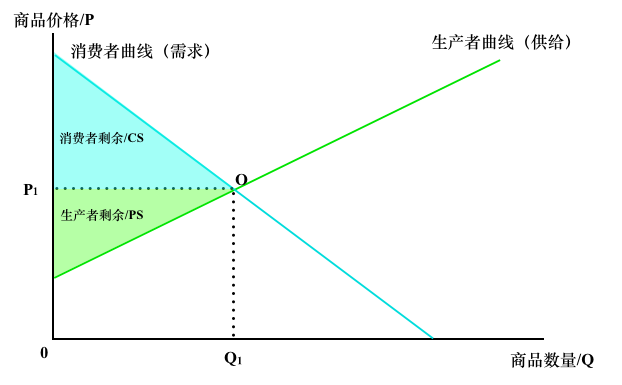 商品价格/P
消费者曲线（需求）
生产者曲线（供给）
消费者剩余/CS
O
P1
生产者剩余/PS
0
Q1
商品数量/Q